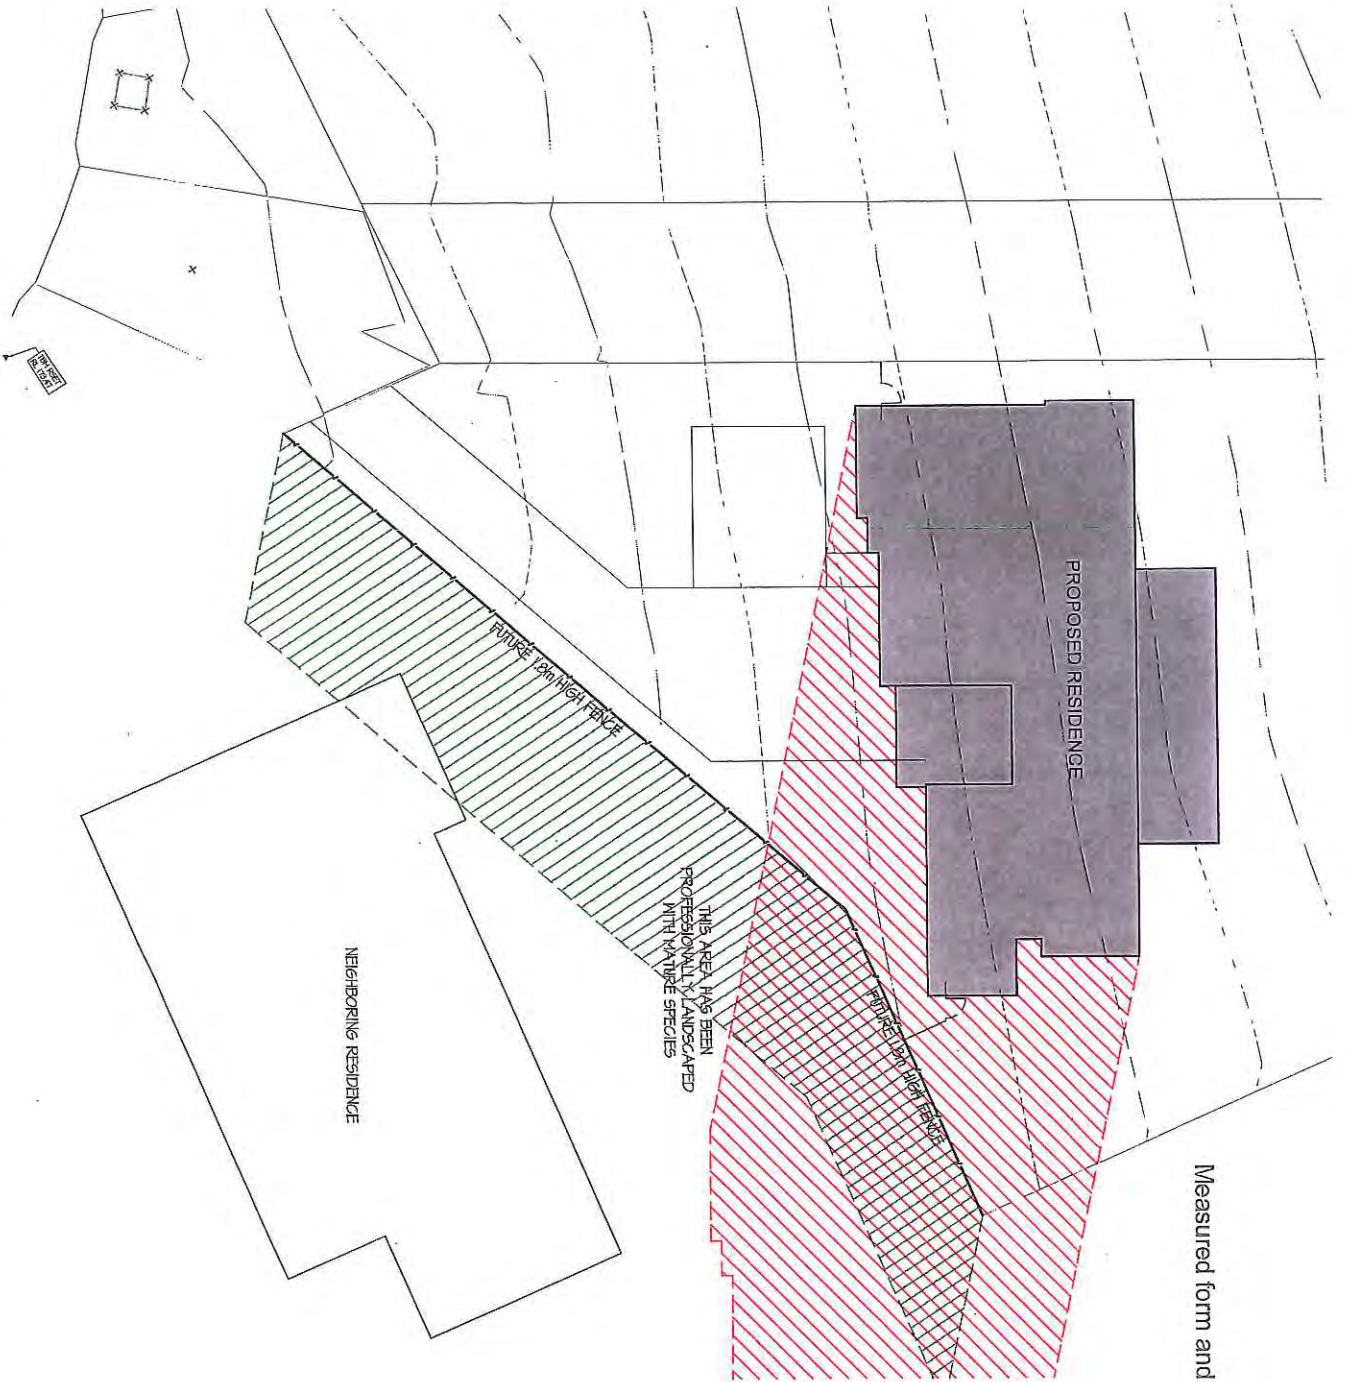 Measured form and
PROPOSED RESIDENCE
FUTURE 1.8m HIGH FENCE
FUTURE 1.8m HIGH FENCE
THIS AREA HAS BEEN
PROFESSIONALLY LANDSCAPED
WITH MATURE SPECIES
NEIGHBORING RESIDENCE